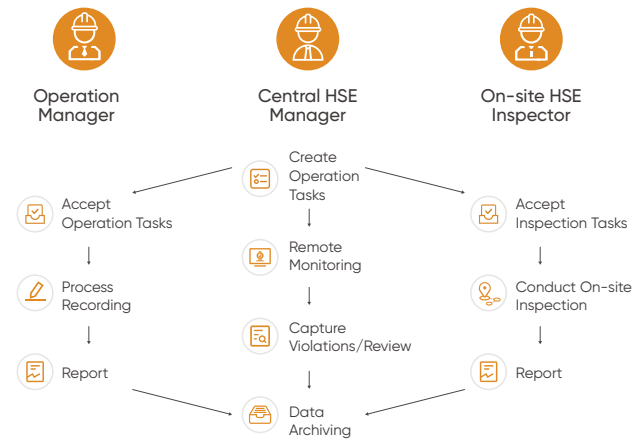 Operation
Manager
Central HSE
Manager
On-site HSE
Inspector
Create
Operation
Tasks
Accept
Operation Tasks
Accept
Inspection Tasks
Remote
Monitoring
Process
Recording
Conduct On-site
Inspection
Capture
Violations/Review
Report
Report
Data
Archiving